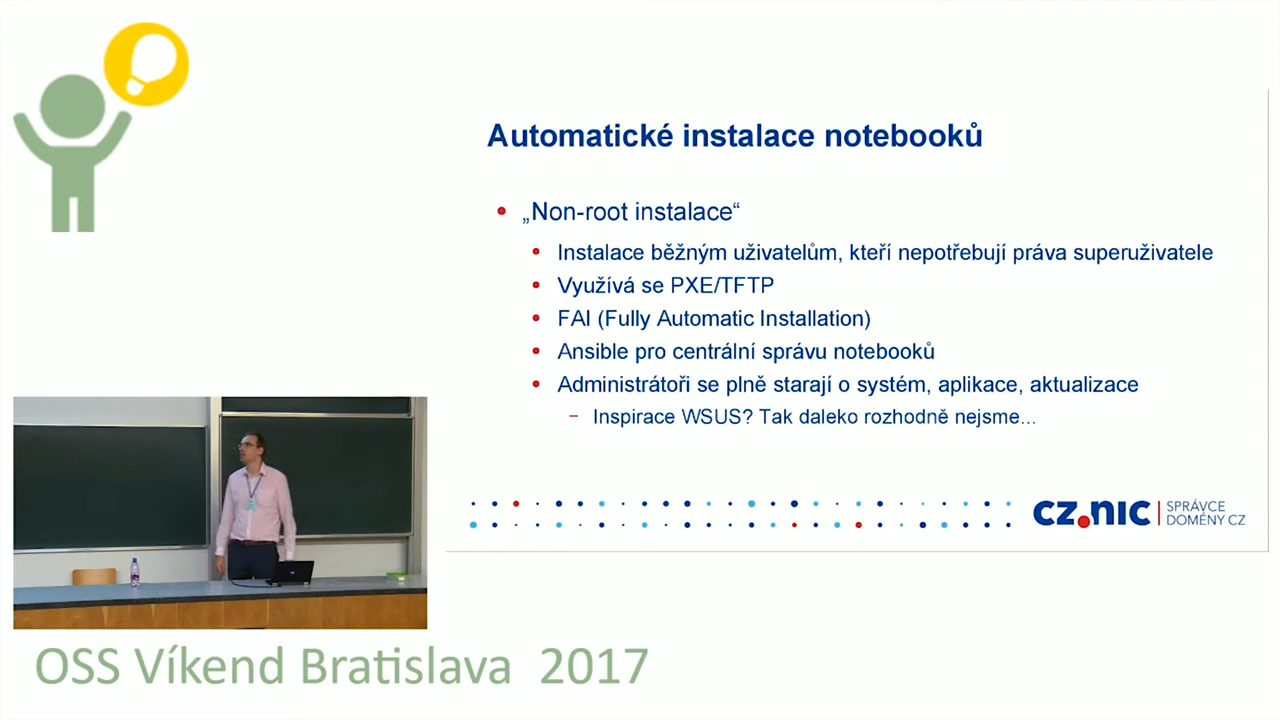 Automatické instalace notebooků
„Non-root instalace“
Instalace běžným uživatelům, kteří nepotřebují práva superuživatele
Využívá se PXE/TFTP
FAI (Fully Automatic Installation)
Ansible pro centrální správu notebooků
Administrátoři se plně starají o systém, aplikace, aktualizace
Inspirace WSUS? Tak daleko rozhodně nejsme...
cz.nic
SPRÁVCE
DOMÉNY CZ
OSS Víkend Bratislava 2017